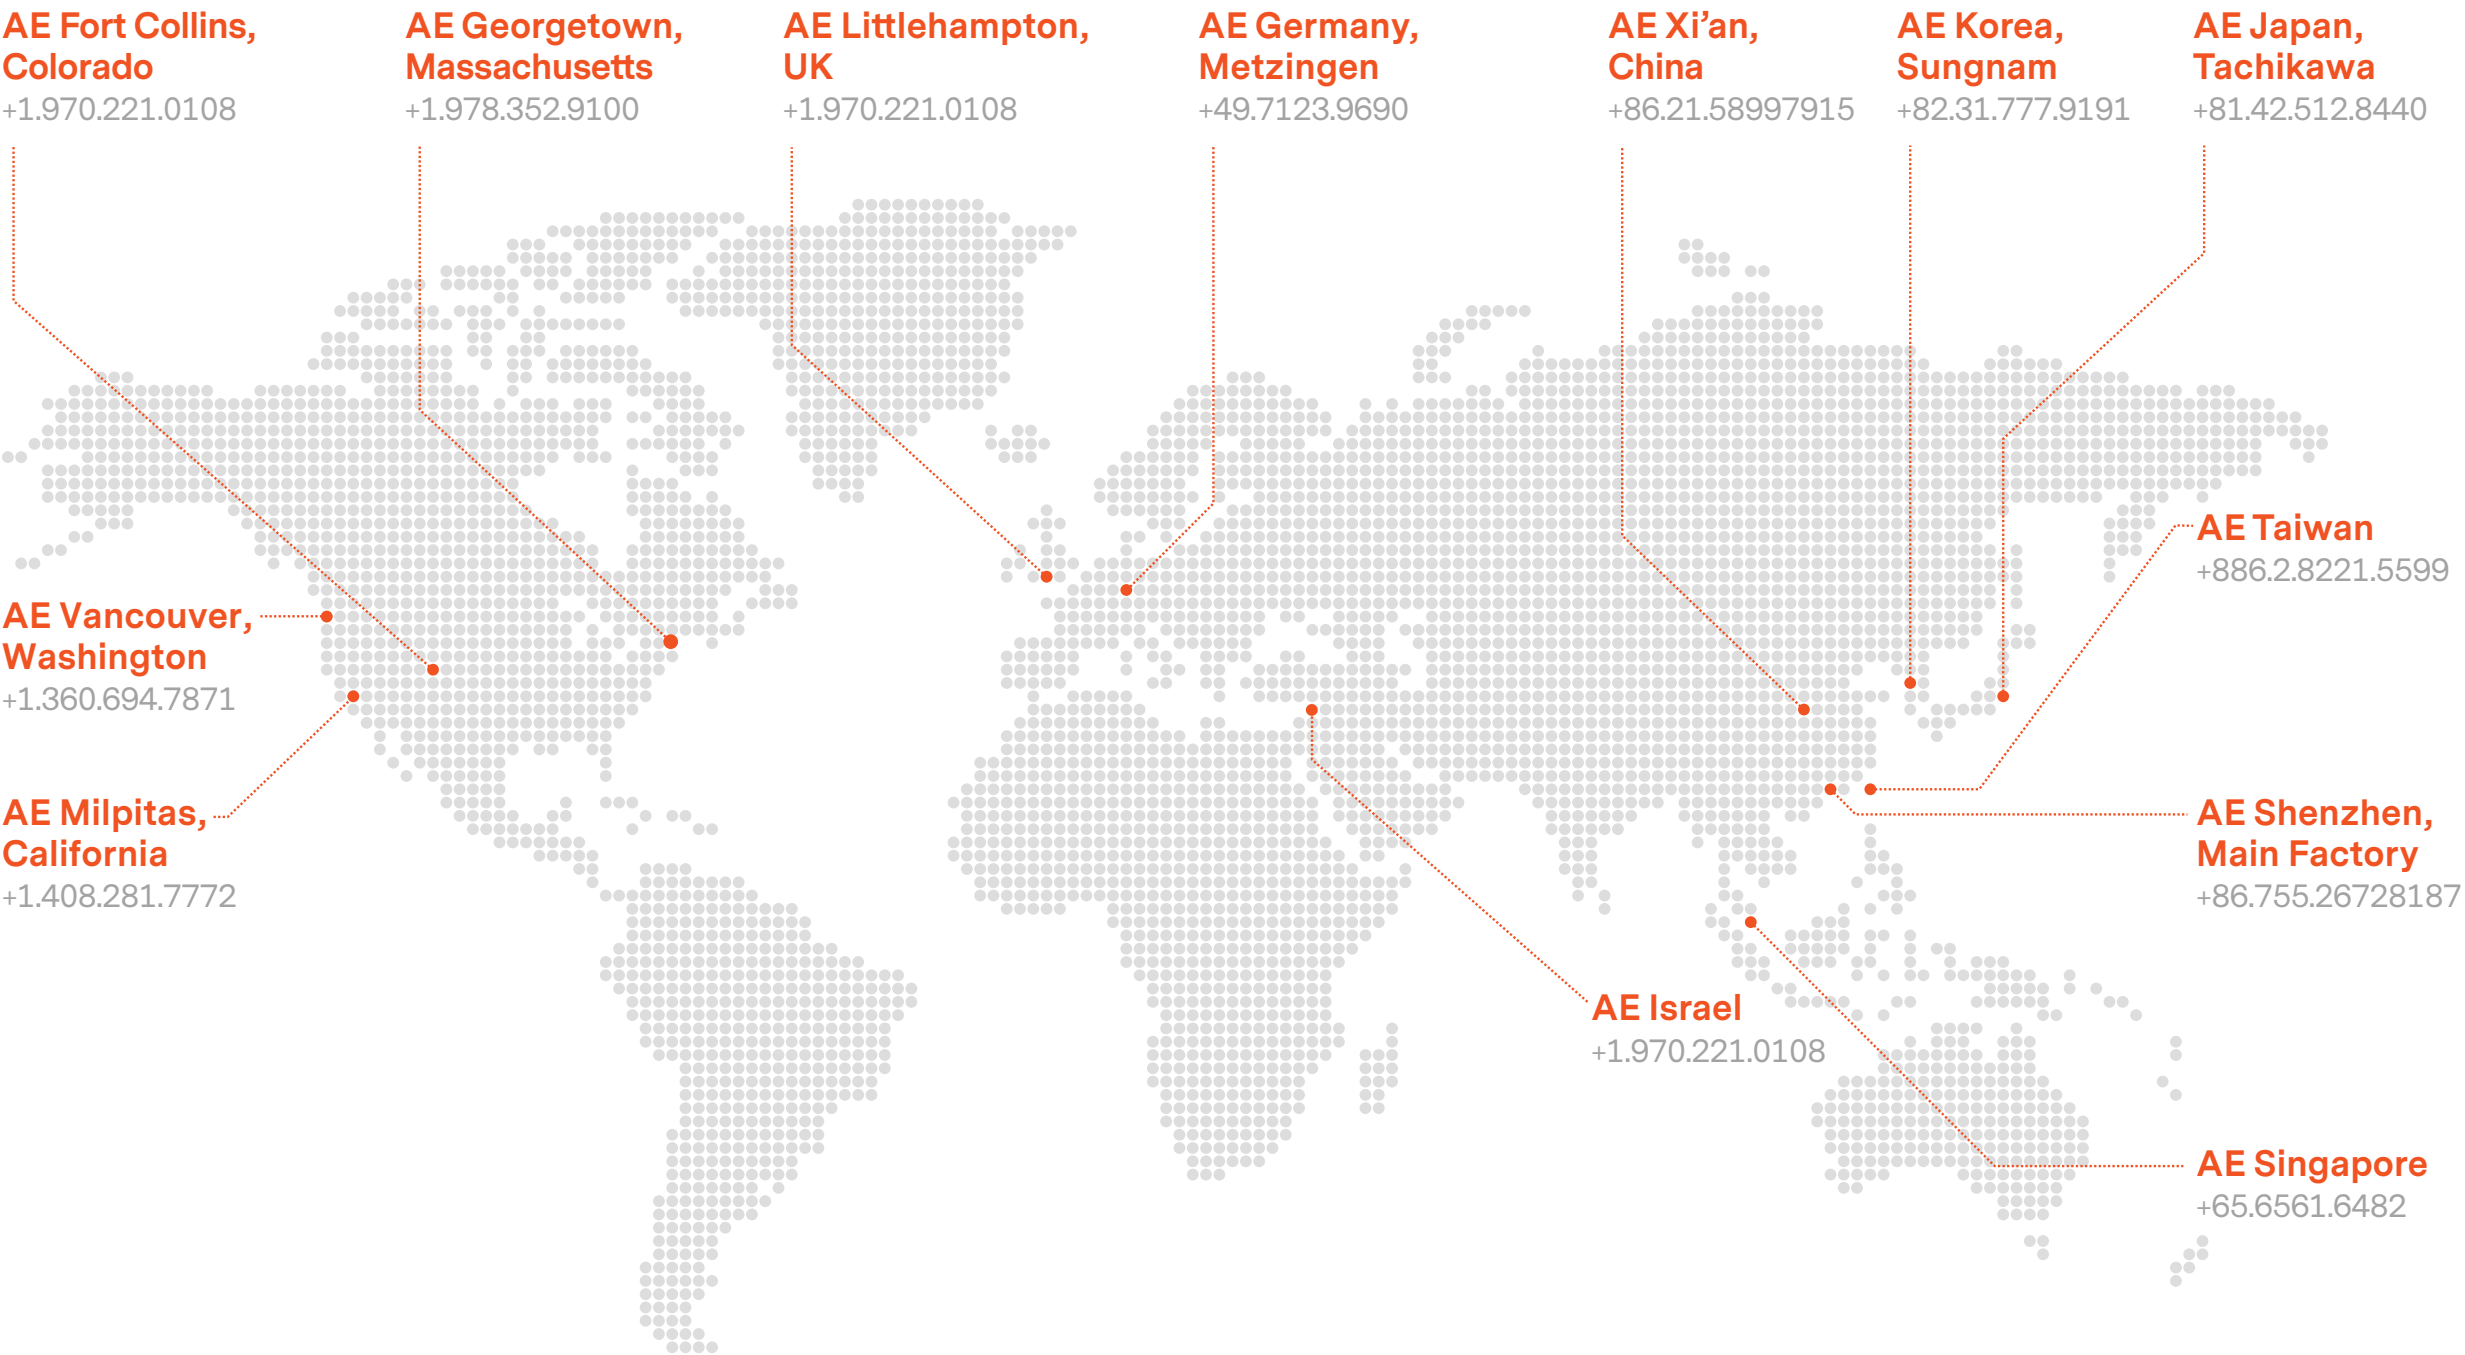 AE Fort Collins,
Colorado
+1.970.221.0108
AE Georgetown,
Massachusetts
+1.978.352.9100
AE Littlehampton,
UK
+1.970.221.0108
AE Germany,
Metzingen
+49.7123.9690
AE Xi’an,
China
+86.21.58997915
AE Korea,
Sungnam
+82.31.777.9191
AE Japan,
Tachikawa
+81.42.512.8440
AE Taiwan
+886.2.8221.5599
AE Vancouver,
Washington
+1.360.694.7871
AE Milpitas,
California
+1.408.281.7772
AE Shenzhen,
Main Factory
+86.755.26728187
AE Israel
+1.970.221.0108
AE Singapore
+65.6561.6482